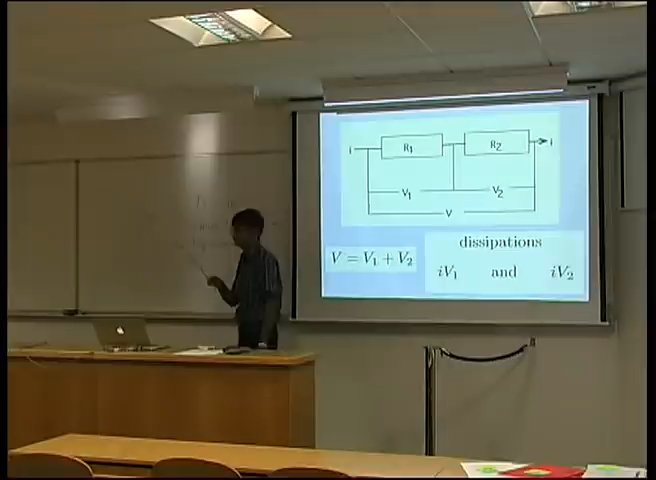 i R₁ R₂ i
V₁ V₂
V
V = V₁ + V₂
dissipations
iV₁ and iV₂